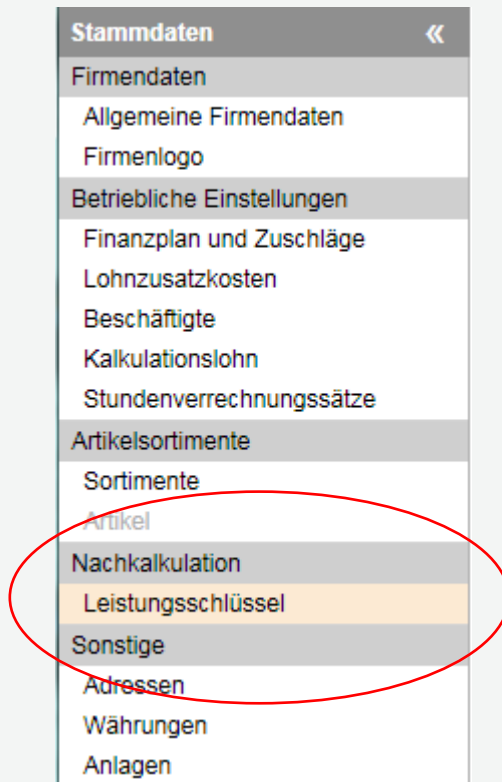 Stammdaten «
Firmendaten
Allgemeine Firmendaten
Firmenlogo
Betriebliche Einstellungen
Finanzplan und Zuschläge
Lohnzusatzkosten
Beschäftigte
Kalkulationslohn
Stundenverrechnungssätze
Artikelsortimente
Sortimente
Artikel
Nachkalkulation
Leistungsschlüssel
Sonstige
Adressen
Währungen
Anlagen